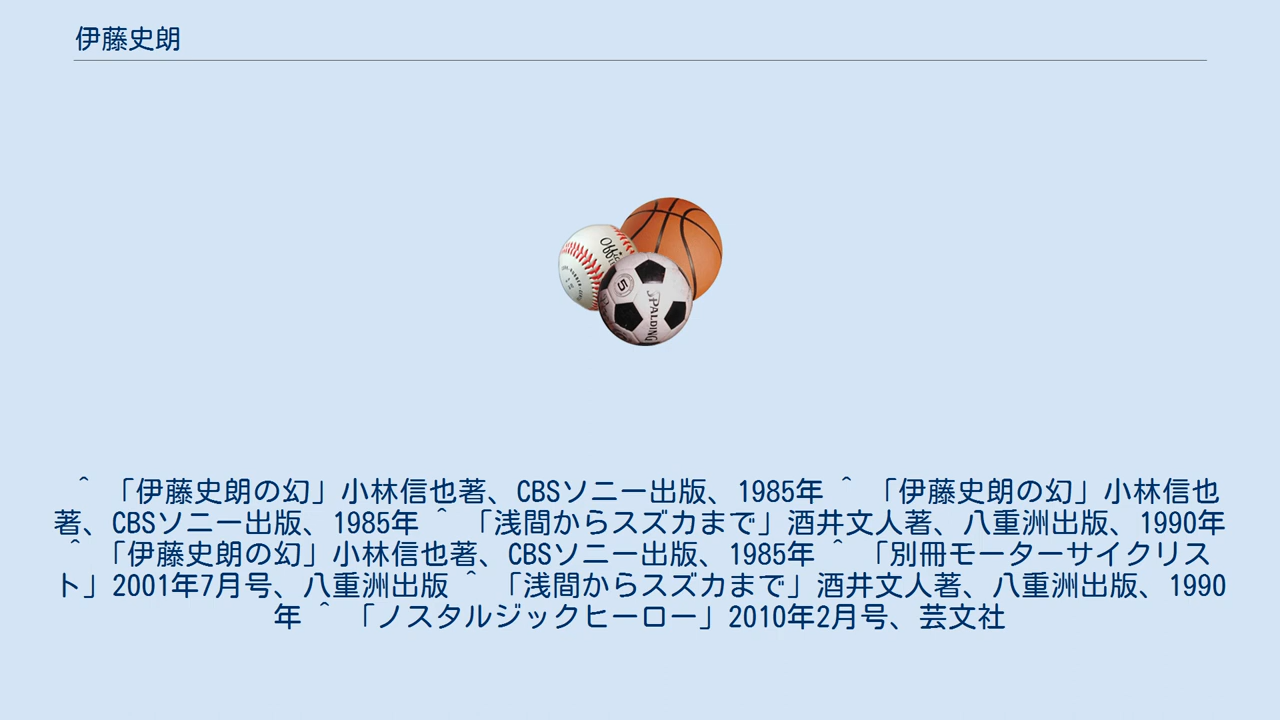 伊藤史朗
Offic
5
SPALDING
＾ 「伊藤史朗の幻」小林信也著、CBSソニー出版、1985年 ＾ 「伊藤史朗の幻」小林信也
著、CBSソニー出版、1985年 ＾ 「浅間からスズカまで」酒井文人著、八重洲出版、1990年
＾ 「伊藤史朗の幻」小林信也著、CBSソニー出版、1985年 ＾ 「別冊モーターサイクリス
ト」2001年7月号、八重洲出版 ＾ 「浅間からスズカまで」酒井文人著、八重洲出版、1990
年 ＾ 「ノスタルジックヒーロー」2010年2月号、芸文社